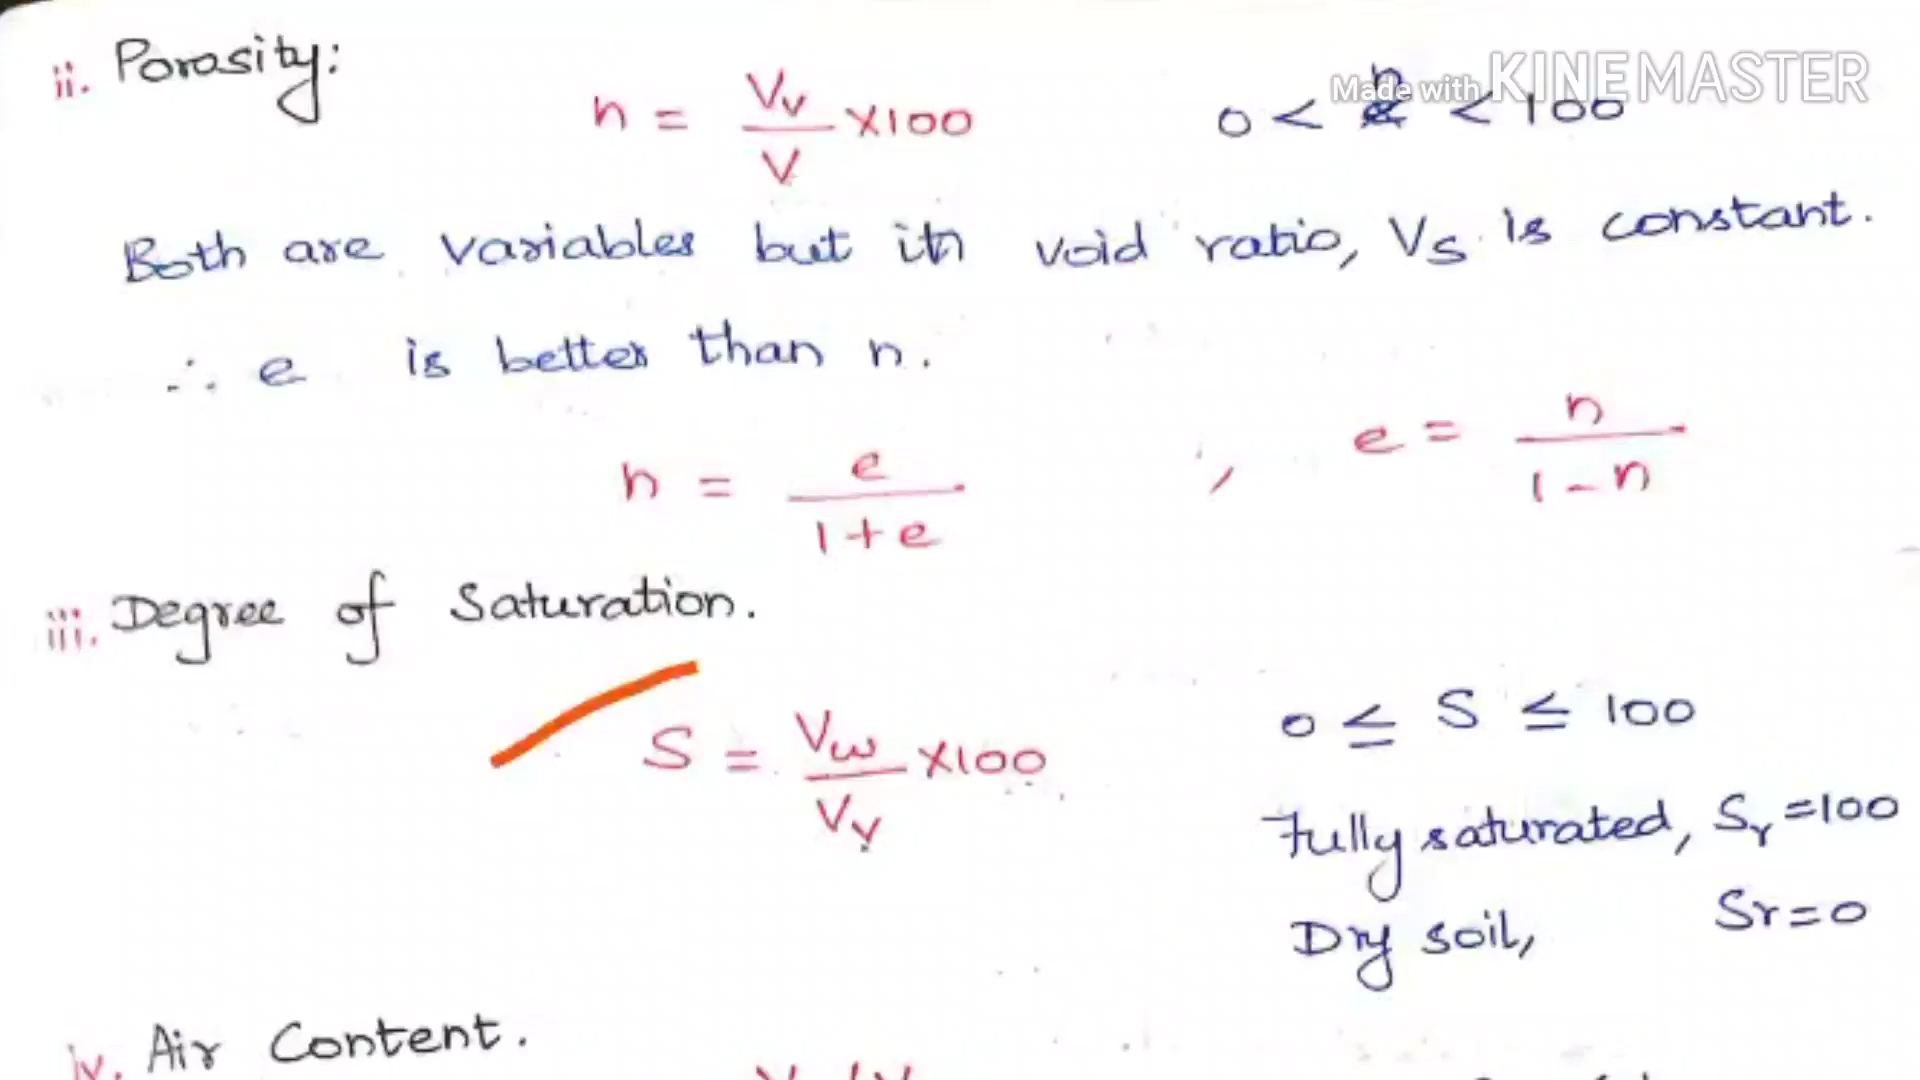 ii. Porosity:
n = Vv/V ×100
0 < n < 100
Made with KINEMASTER
Both are variables but in void ratio, Vs is constant.
∴ e is better than n.
n = e/1+e , e = n/1-n
iii. Degree of Saturation.
S = Vw/Vv ×100
0 ≤ S ≤ 100
Fully saturated, Sr =100
Dry soil, Sr=0
iv. Air Content.